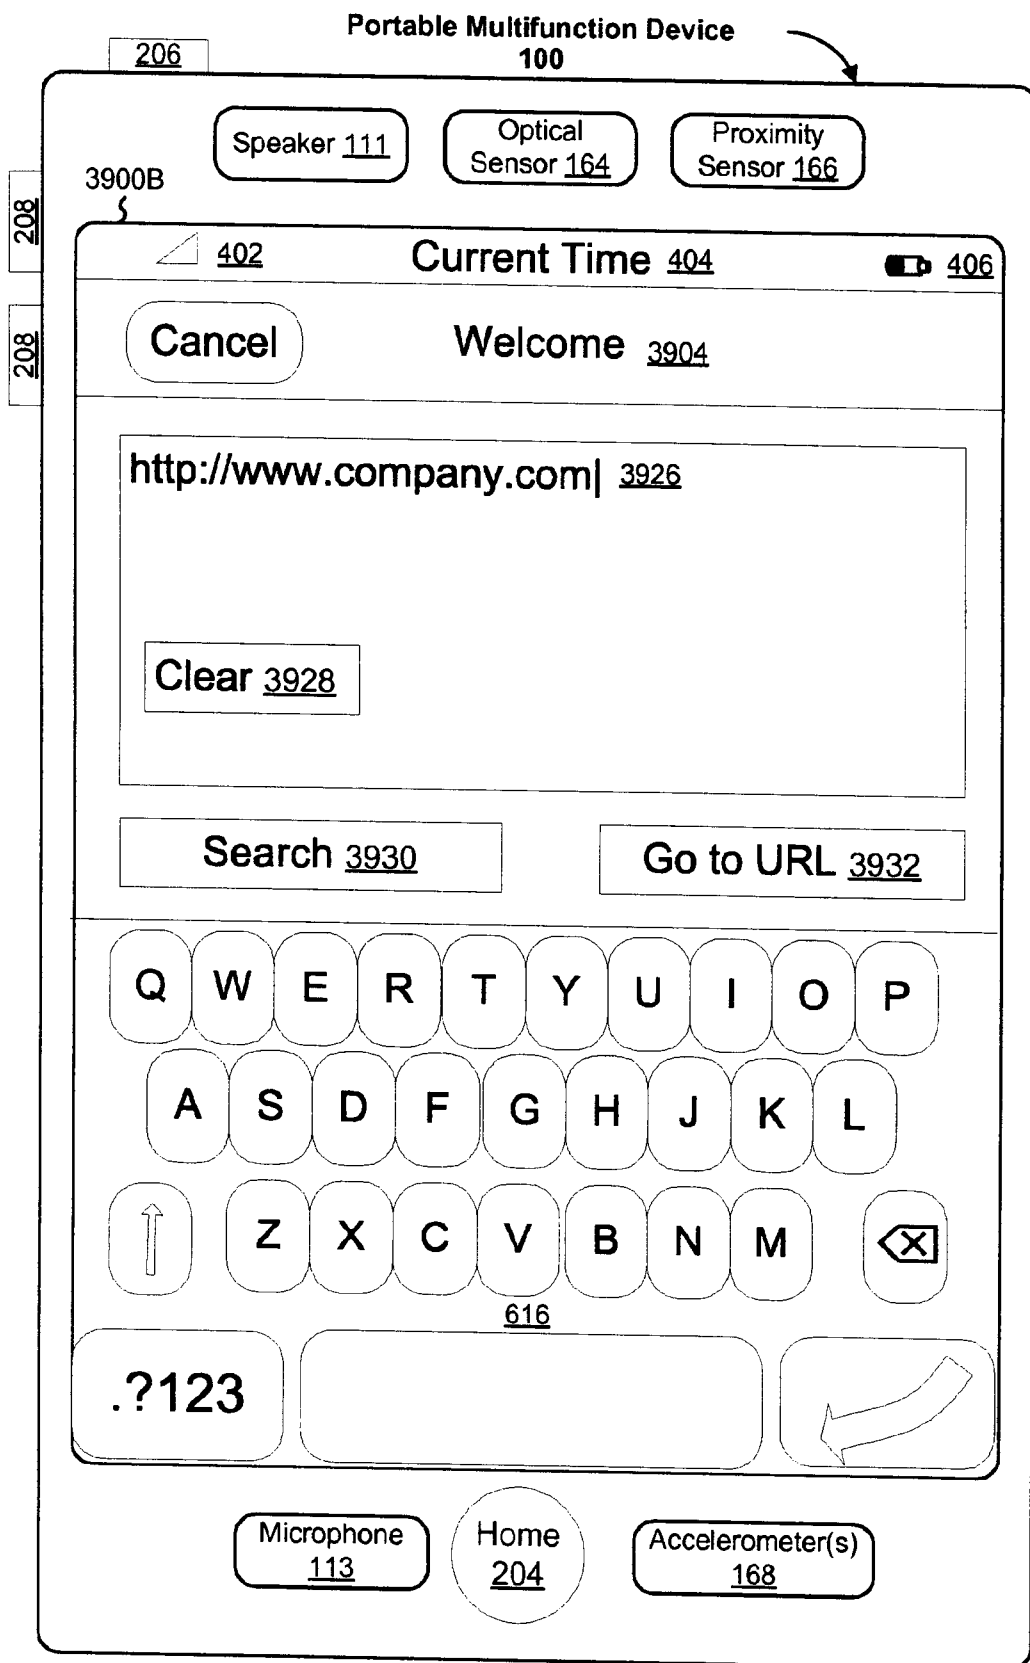 Portable Multifunction Device
100
206
Speaker 111
Optical
Sensor 164
Proximity
Sensor 166
3900B
208
208
402
Current Time 404
406
Cancel
Welcome 3904
http://www.company.com| 3926
Clear 3928
Search 3930
Go to URL 3932
Q W E R T Y U I O P
A S D F G H J K L
Z X C V B N M
616
.?123
Microphone
113
Home
204
Accelerometer(s)
168